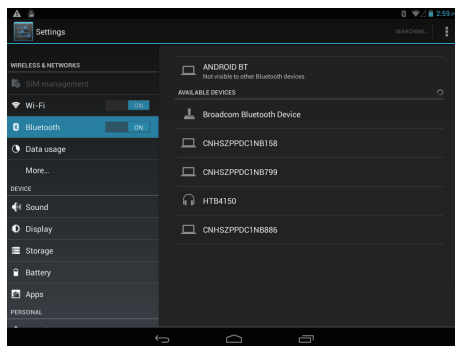 2:59
Settings
SEARCHING...
WIRELESS & NETWORKS
SIM management
Wi-Fi ON
Bluetooth ON
Data usage
More...
DEVICE
Sound
Display
Storage
Battery
Apps
PERSONAL
ANDROID BT
Not visible to other Bluetooth devices
AVAILABLE DEVICES
Broadcom Bluetooth Device
CNHSZPPDC1NB158
CNHSZPPDC1NB799
HTB4150
CNHSZPPDC1NB886